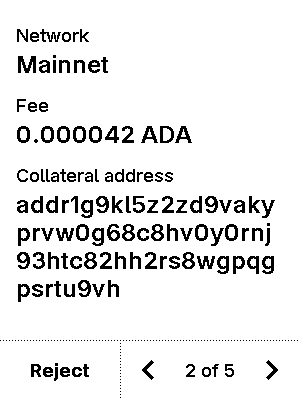 Network
Mainnet
Fee
0.000042 ADA
Collateral address
addr1g9kl5z2zd9vaky
prvw0g68c8hv0y0rnj
93htc82hh2rs8wgpqg
psrtu9vh
Reject
2 of 5